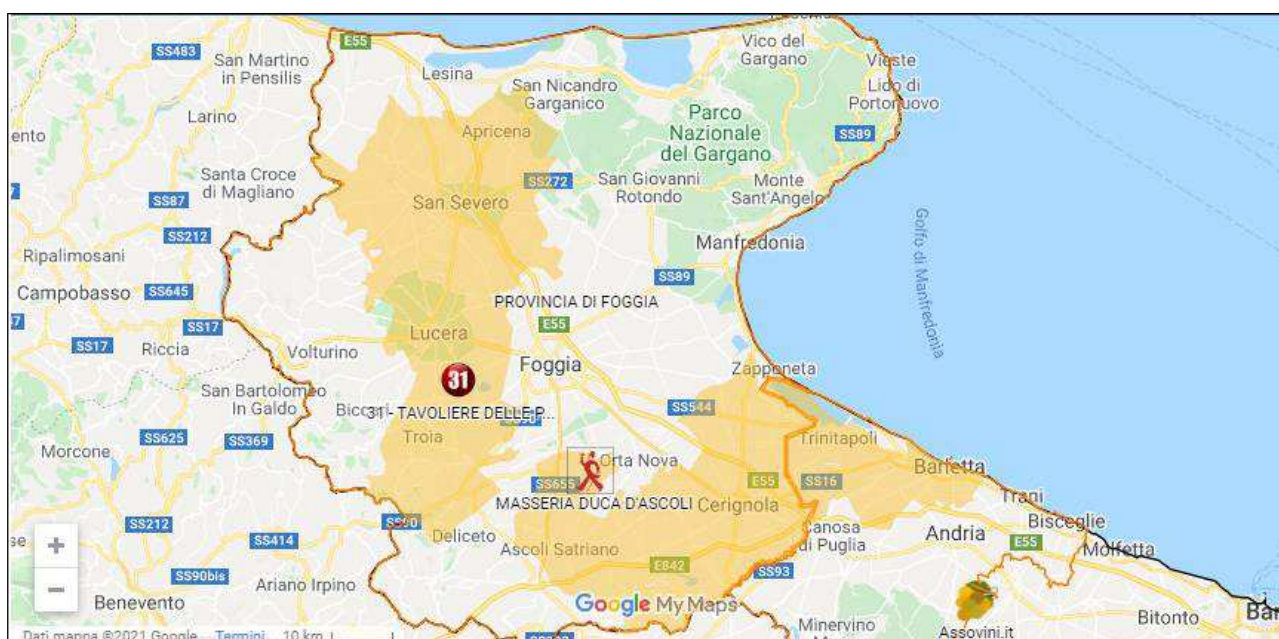 E55
SS483
San Martino
in Pensilis
Lesina
Vico del
Gargano
Vieste
Lido di
Portonuovo
San Nicandro
Garganico
Larino
Apricena
Parco
Nazionale
del Gargano
SS89
Santa Croce
di Magliano
SS272
San Giovanni
Rotondo
Monte
Sant'Angelo
SS87
San Severo
SS212
Manfredonia
Golfo di Manfredonia
Ripalimosani
SS89
Campobasso
SS645
PROVINCIA DI FOGGIA
SS17
E55
Lucera
SS17
Riccia
Volturino
Foggia
Zapponeta
31
San Bartolomeo
In Galdo
31 - TAVOLIERE DELLE P...
SS90
SS544
SS625
SS369
Troia
Trinitapoli
Morcone
Orta Nova
Barletta
SS655
E55
SS16
Trani
MASSERIA DUCA D'ASCOLI
Cerignola
SS212
SS90
Bisceglie
Canosa
di Puglia
Andria
E55
Molfetta
Deliceto
Ascoli Satriano
SS414
E842
SS93
SS90bis
Ariano Irpino
Benevento
Google My Maps
Minervino
Bitonto
Assovini.it
Dati mappa ©2021 Google
Termini
10 km